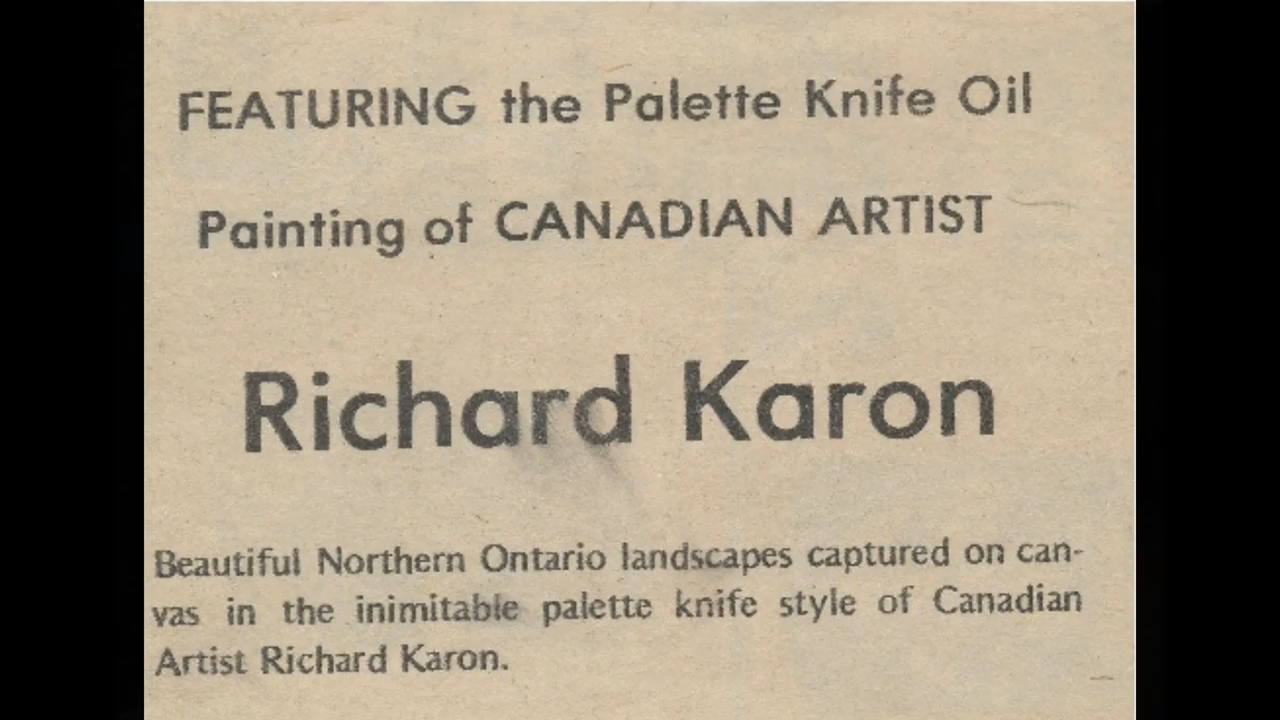 FEATURING the Palette Knife Oil
Painting of CANADIAN ARTIST
Richard Karon
Beautiful Northern Ontario landscapes captured on can-
vas in the inimitable palette knife style of Canadian
Artist Richard Karon.